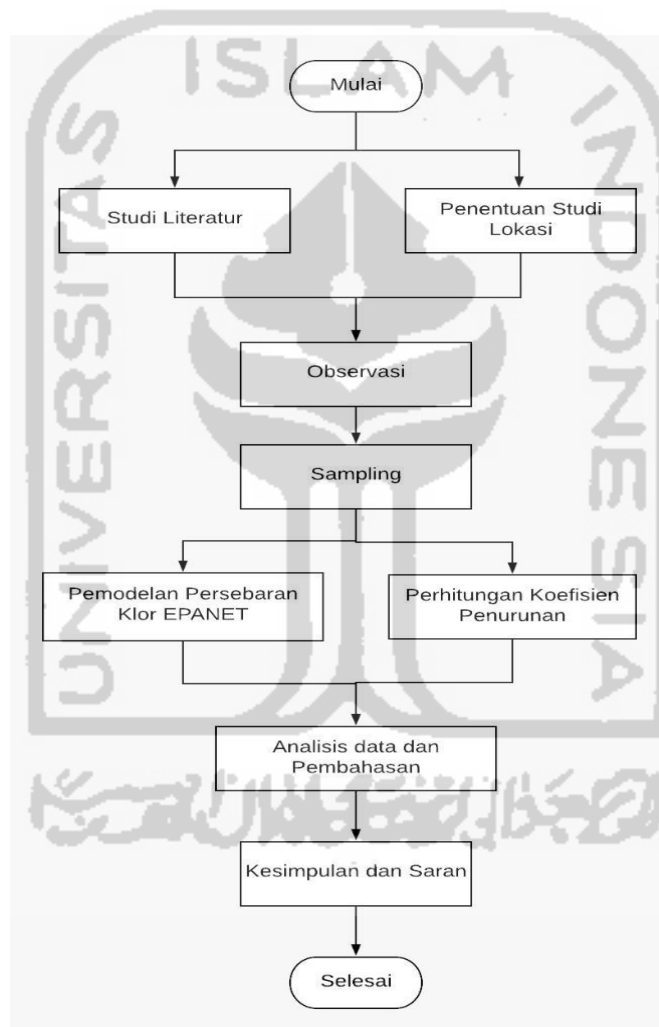 ISLAM
UNIVERSITAS
INDONESIA
Mulai
Studi Literatur
Penentuan Studi
Lokasi
Observasi
Sampling
Pemodelan Persebaran
Klor EPANET
Perhitungan Koefisien
Penurunan
Analisis data dan
Pembahasan
Kesimpulan dan Saran
Selesai